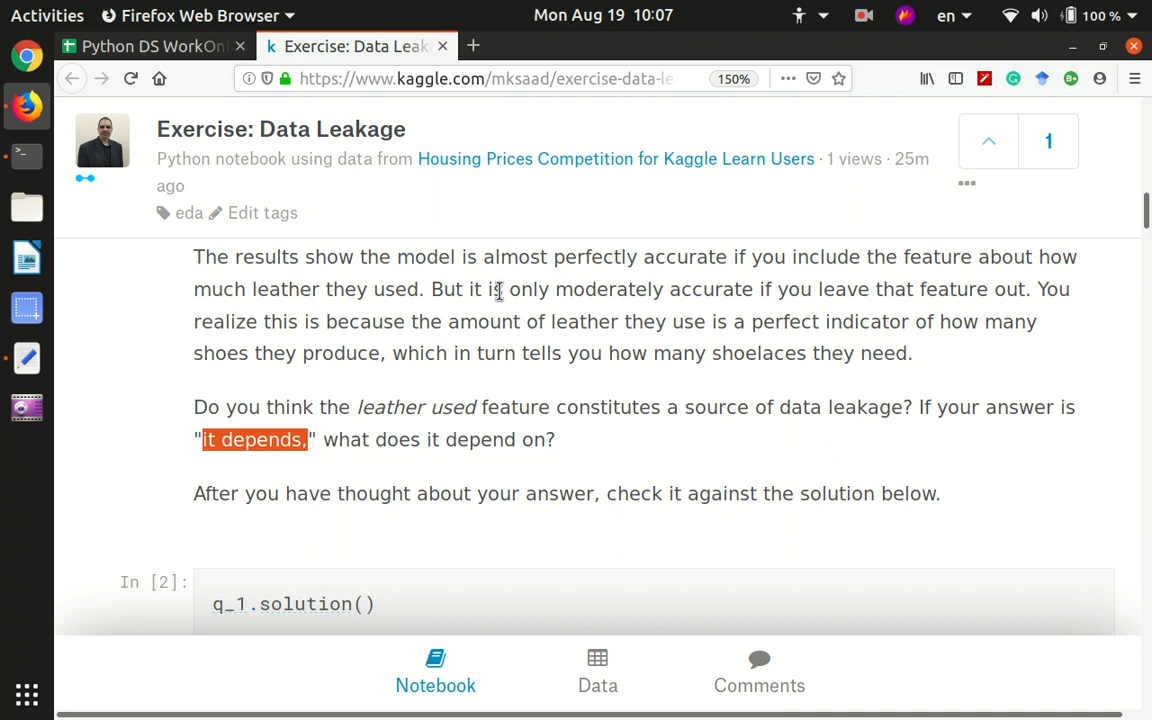 Activities Firefox Web Browser Mon Aug 19 10:07 en 100 %
Python DS WorkOn Exercise: Data Leak
https://www.kaggle.com/mksaad/exercise-data-le 150%
Exercise: Data Leakage
Python notebook using data from Housing Prices Competition for Kaggle Learn Users · 1 views · 25m
ago
eda Edit tags
1
The results show the model is almost perfectly accurate if you include the feature about how
much leather they used. But it is only moderately accurate if you leave that feature out. You
realize this is because the amount of leather they use is a perfect indicator of how many
shoes they produce, which in turn tells you how many shoelaces they need.
Do you think the leather used feature constitutes a source of data leakage? If your answer is
"it depends," what does it depend on?
After you have thought about your answer, check it against the solution below.
In [2]:
q_1.solution()
Notebook Data Comments